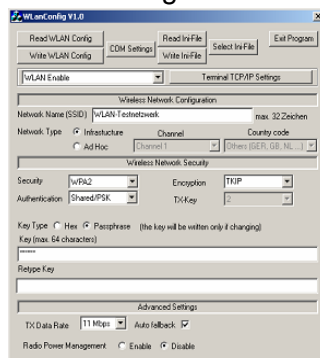 WLanConfig V1.0
Read WLAN Config
Write WLAN Config
COM Settings
Read Ini-File
Write Ini-File
Select Ini-File
Exit Program
WLAN Enable
Terminal TCP/IP Settings
Wireless Network Configuration
Network Name (SSID) WLAN-Testnetzwerk max. 32 Zeichen
Network Type Infrastucture Channel Country code
Ad Hoc Channel 1 Others (GER, GB, NL ...)
Wireless Network Security
Security WPA2 Encryption TKIP
Authentication Shared/PSK TX-Key 2
Key Type Hex Passphrase (the key will be written only if changing)
Key (max. 64 characters)
Retype Key
Advanced Settings
TX Data Rate 11 Mbps Auto fallback
Radio Power Management Enable Disable